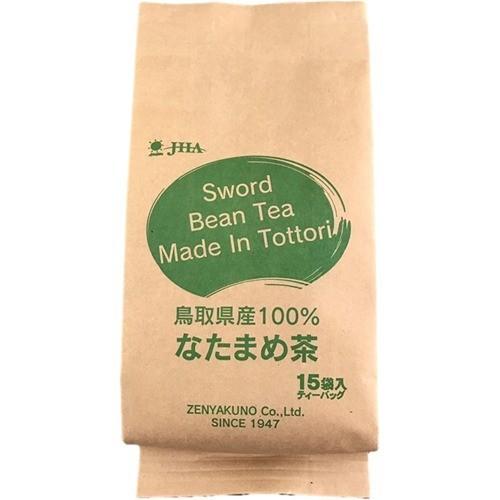 JHA
Sword
Bean Tea
Made In Tottori
鳥取県産100%
なたまめ茶
15袋入
ティーバッグ
ZENYAKUNO Co.,Ltd.
SINCE 1947